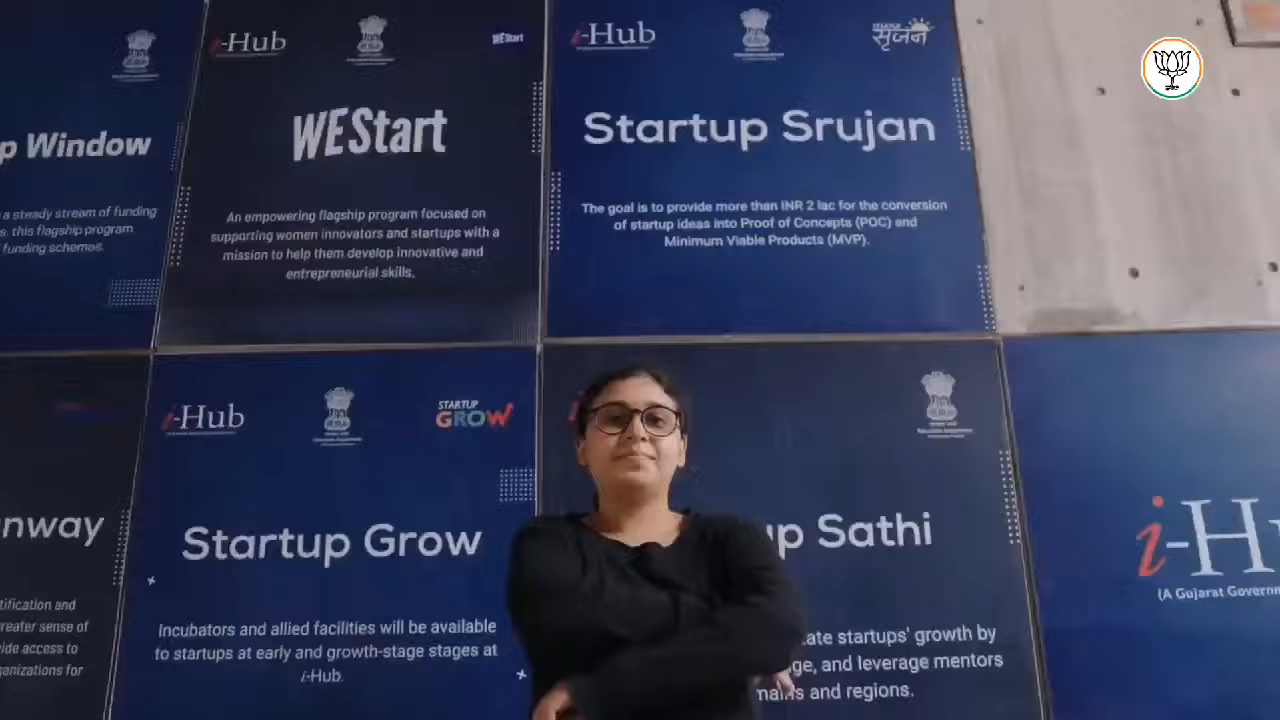 p Window
a steady stream of funding
s. this flagship program
funding schemes.
i-Hub
WEStart
WEStart
An empowering flagship program focused on
supporting women innovators and startups with a
mission to help them develop innovative and
entrepreneurial skills.
i-Hub
STARTUP
सृजन
Startup Srujan
The goal is to provide more than INR 2 lac for the conversion
of startup ideas into Proof of Concepts (POC) and
Minimum Viable Products (MVP).
nway
tification and
reater sense of
ide access to
ganizations for
i-Hub
STARTUP
GROW
Startup Grow
Incubators and allied facilities will be available
to startups at early and growth-stage stages at
i-Hub.
up Sathi
ate startups' growth by
ge, and leverage mentors
mains and regions.
i-H
(A Gujarat Governm